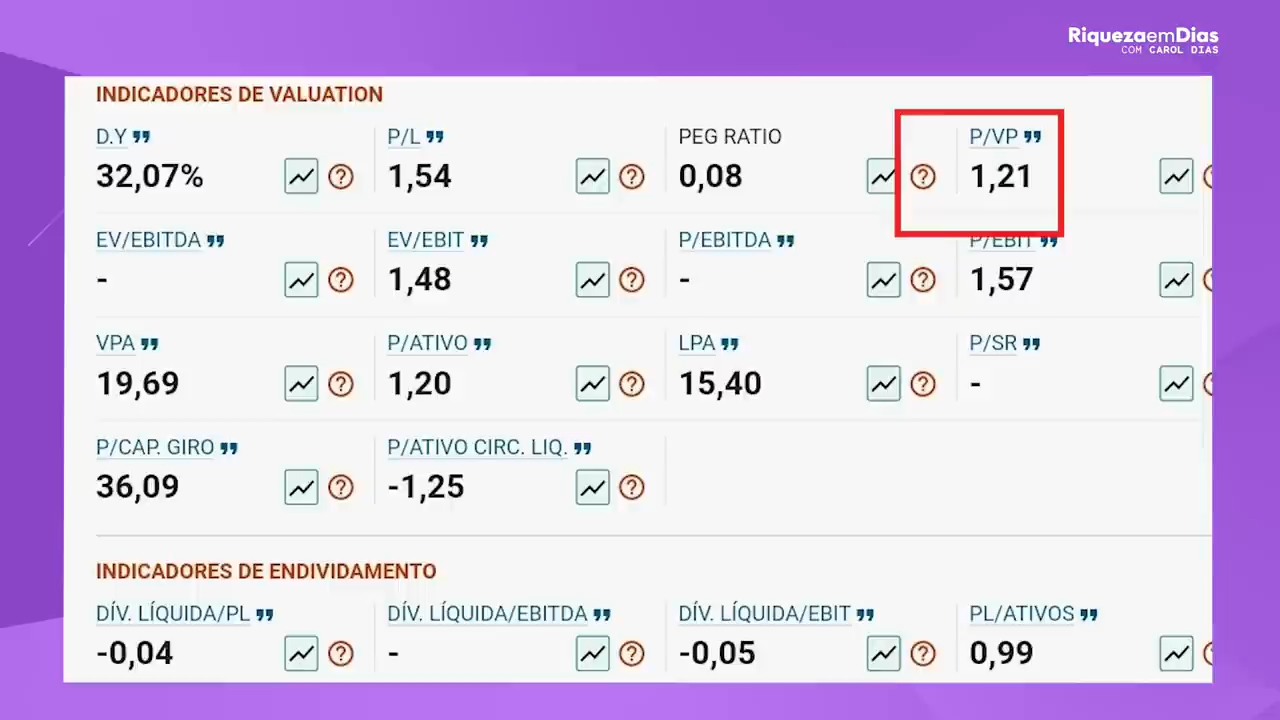 RiquezaemDias
COM CAROL DIAS
INDICADORES DE VALUATION
D.Y P/L PEG RATIO P/VP
32,07% 1,54 0,08 1,21
EV/EBITDA EV/EBIT P/EBITDA P/EBIT
- 1,48 - 1,57
VPA P/ATIVO LPA P/SR
19,69 1,20 15,40 -
P/CAP. GIRO P/ATIVO CIRC. LIQ.
36,09 -1,25
INDICADORES DE ENDIVIDAMENTO
DÍV. LÍQUIDA/PL DÍV. LÍQUIDA/EBITDA DÍV. LÍQUIDA/EBIT PL/ATIVOS
-0,04 - -0,05 0,99